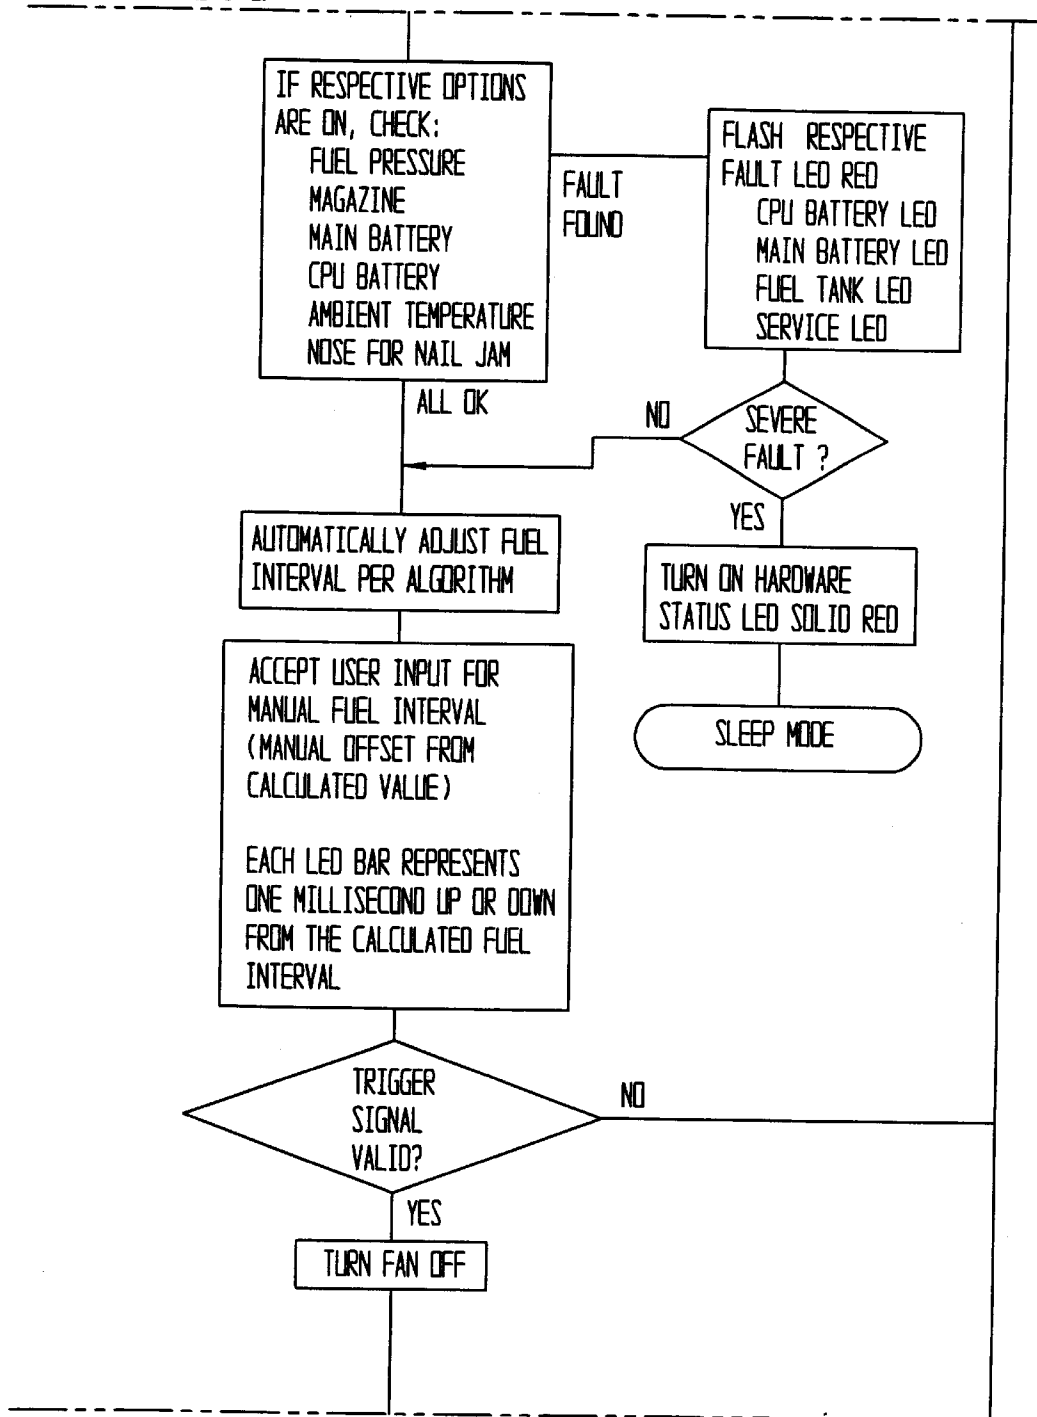 IF RESPECTIVE OPTIONS
ARE ON, CHECK:
FUEL PRESSURE
MAGAZINE
MAIN BATTERY
CPU BATTERY
AMBIENT TEMPERATURE
NOSE FOR NAIL JAM
FAULT
FOUND
FLASH RESPECTIVE
FAULT LED RED
CPU BATTERY LED
MAIN BATTERY LED
FUEL TANK LED
SERVICE LED
ALL OK
NO
SEVERE
FAULT ?
YES
AUTOMATICALLY ADJUST FUEL
INTERVAL PER ALGORITHM
TURN ON HARDWARE
STATUS LED SOLID RED
SLEEP MODE
ACCEPT USER INPUT FOR
MANUAL FUEL INTERVAL
(MANUAL OFFSET FROM
CALCULATED VALUE)
EACH LED BAR REPRESENTS
ONE MILLISECOND UP OR DOWN
FROM THE CALCULATED FUEL
INTERVAL
TRIGGER
SIGNAL
VALID?
NO
YES
TURN FAN OFF